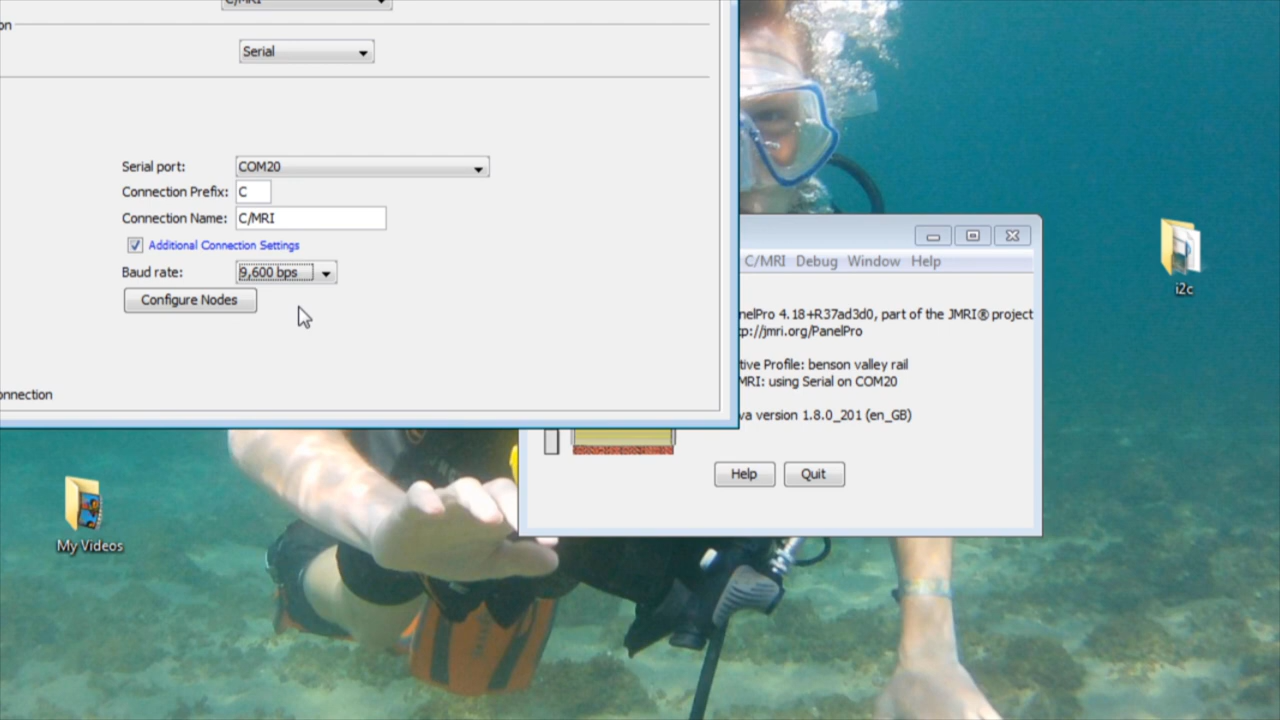 C/MRI
on
Serial
Serial port: COM20
Connection Prefix: C
Connection Name: C/MRI
Additional Connection Settings
Baud rate: 9,600 bps
Configure Nodes
onnection
C/MRI Debug Window Help
nelPro 4.18+R37ad3d0, part of the JMRI® project
tp://jmri.org/PanelPro
tive Profile: benson valley rail
MRI: using Serial on COM20
va version 1.8.0_201 (en_GB)
Help Quit
i2c
My Videos